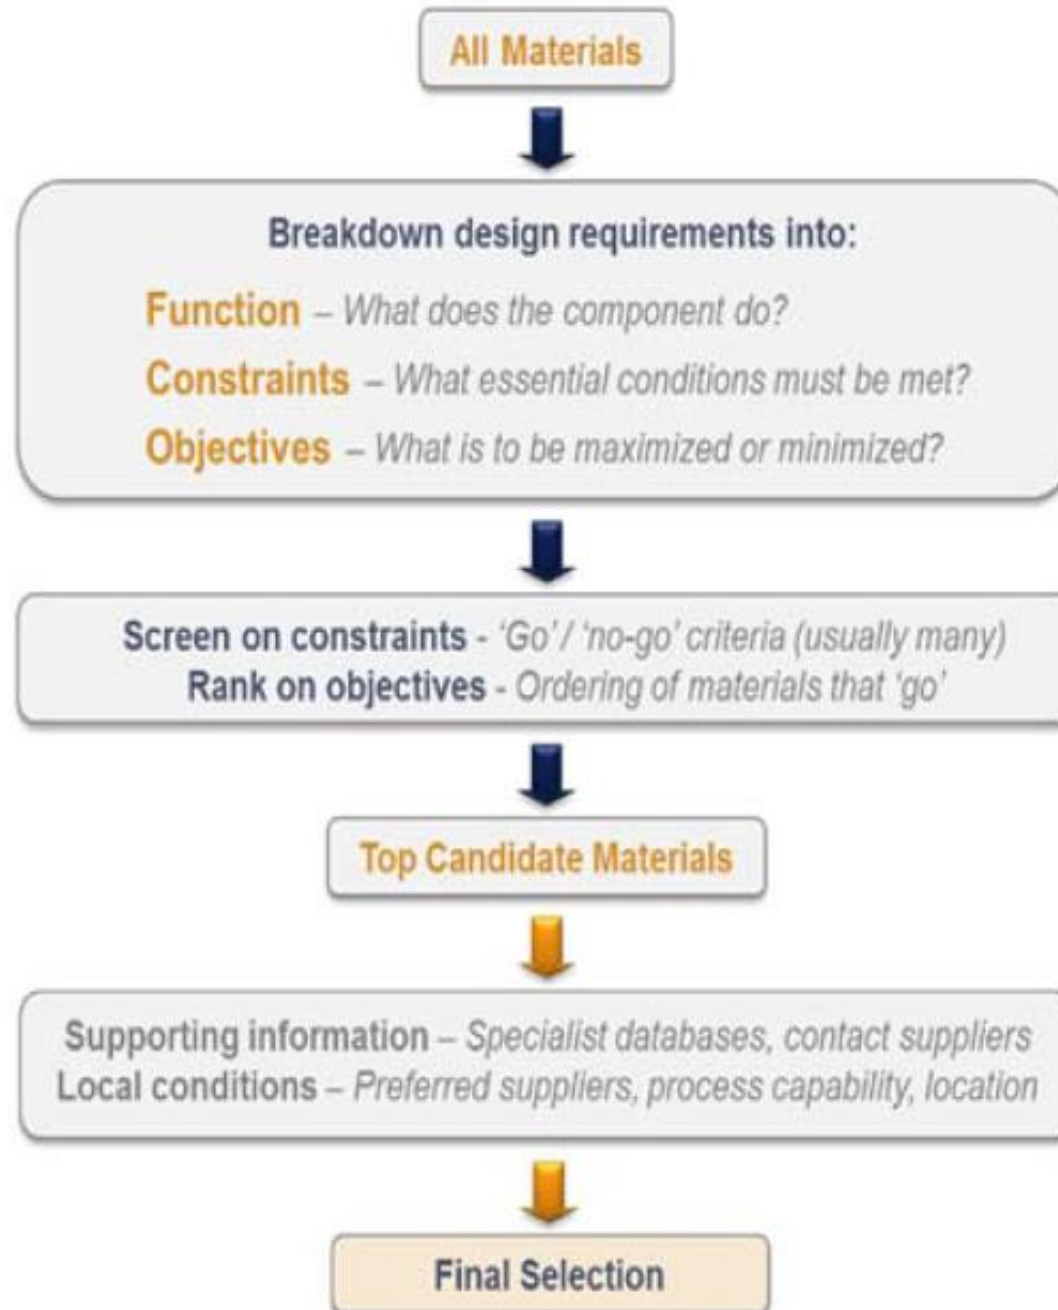 All Materials
Breakdown design requirements into:
Function – What does the component do?
Constraints – What essential conditions must be met?
Objectives – What is to be maximized or minimized?
Screen on constraints - ‘Go’ / ‘no-go’ criteria (usually many)
Rank on objectives - Ordering of materials that ‘go’
Top Candidate Materials
Supporting information – Specialist databases, contact suppliers
Local conditions – Preferred suppliers, process capability, location
Final Selection